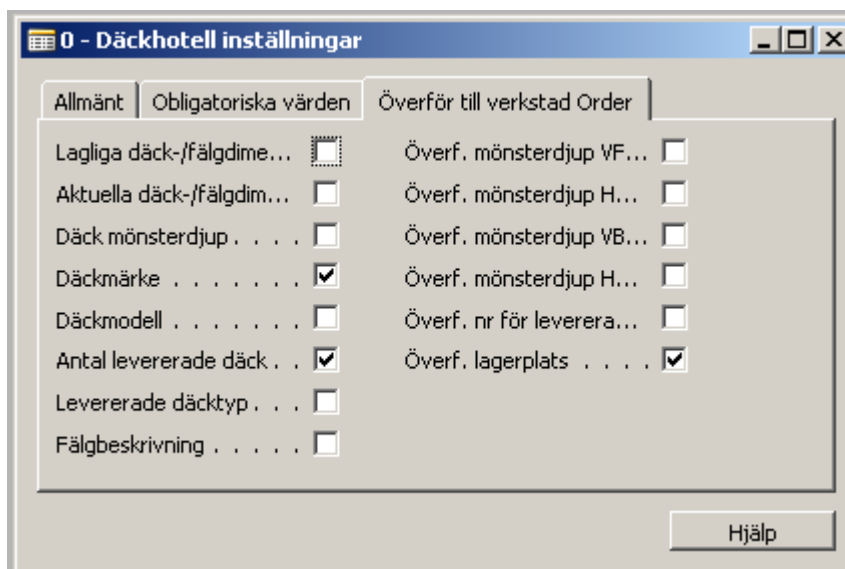 0 - Däckhotell inställningar
Allmänt
Obligatoriska värden
Överför till verkstad Order
Lagliga däck-/fälgdime...
Aktuella däck-/fälgdim...
Däck mönsterdjup . . . .
Däckmärke . . . . . . .
Däckmodell . . . . . . .
Antal levererade däck . .
Levererade däcktyp . . .
Fälgbeskrivning . . . . .
Överf. mönsterdjup VF...
Överf. mönsterdjup H...
Överf. mönsterdjup VB...
Överf. mönsterdjup H...
Överf. nr för leverera...
Överf. lagerplats . . . .
Hjälp